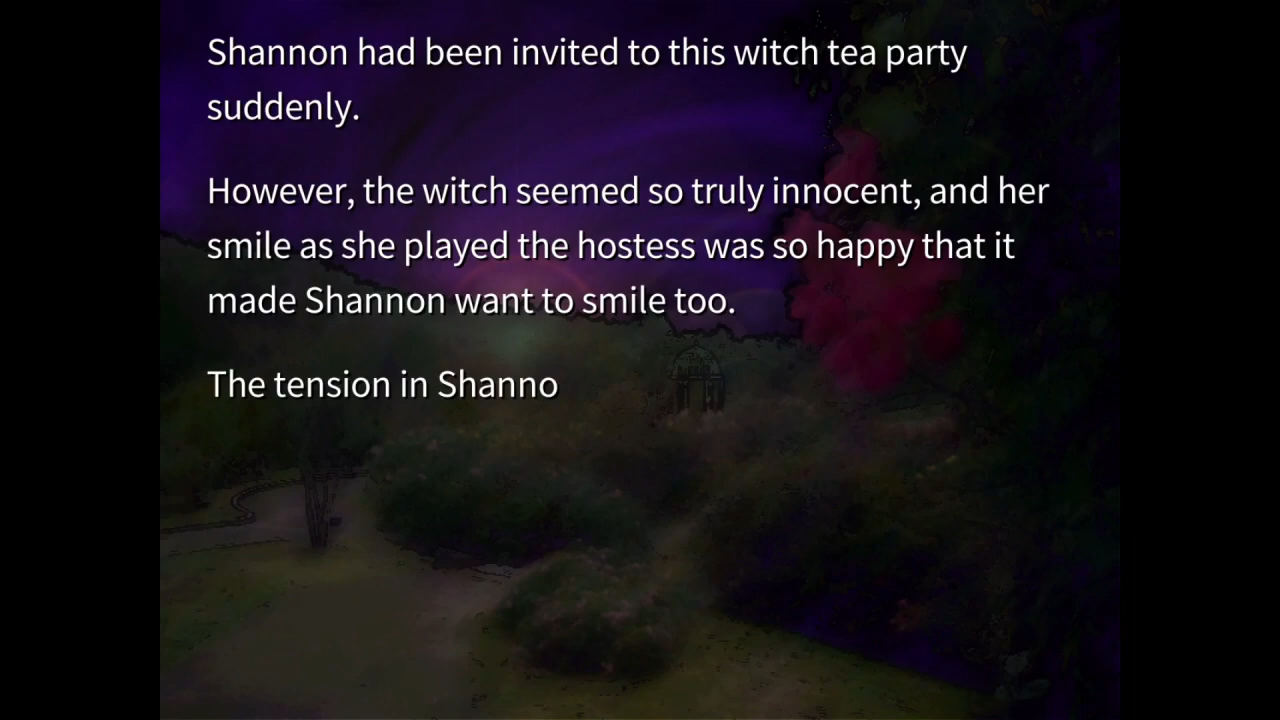 Shannon had been invited to this witch tea party
suddenly.
However, the witch seemed so truly innocent, and her
smile as she played the hostess was so happy that it
made Shannon want to smile too.
The tension in Shanno